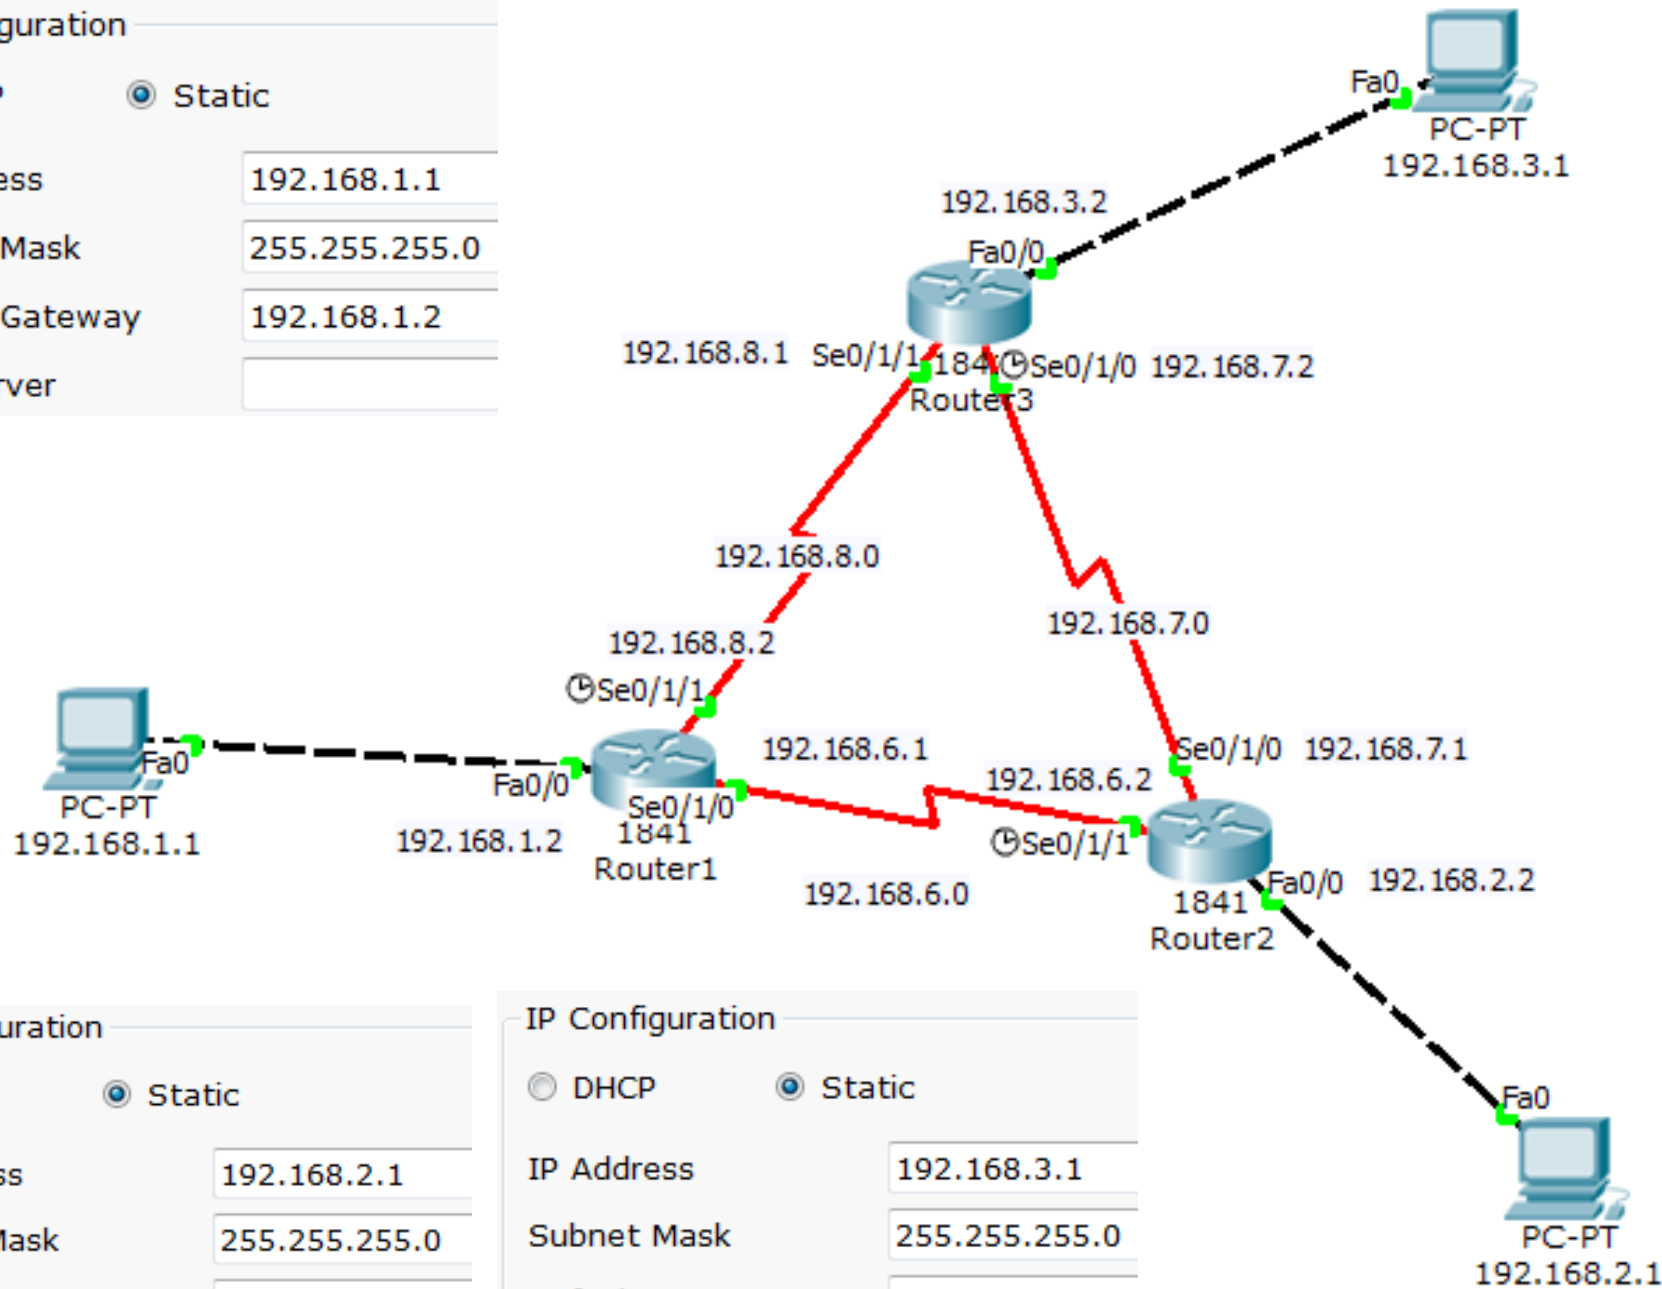 guration
Static
ess
192.168.1.1
Mask
255.255.255.0
Gateway
192.168.1.2
rver
Fa0
PC-PT
192.168.3.1
192.168.3.2
Fa0/0
192.168.8.1
Se0/1/1
184
Se0/1/0
192.168.7.2
Router3
192.168.8.0
192.168.7.0
192.168.8.2
Se0/1/1
192.168.6.1
Se0/1/0
192.168.7.1
Fa0
Fa0/0
192.168.6.2
PC-PT
192.168.1.1
192.168.1.2
Se0/1/0
1841
Router1
Se0/1/1
192.168.6.0
Fa0/0
192.168.2.2
1841
Router2
uration
Static
ss
192.168.2.1
Mask
255.255.255.0
IP Configuration
DHCP
Static
IP Address
192.168.3.1
Subnet Mask
255.255.255.0
Fa0
PC-PT
192.168.2.1